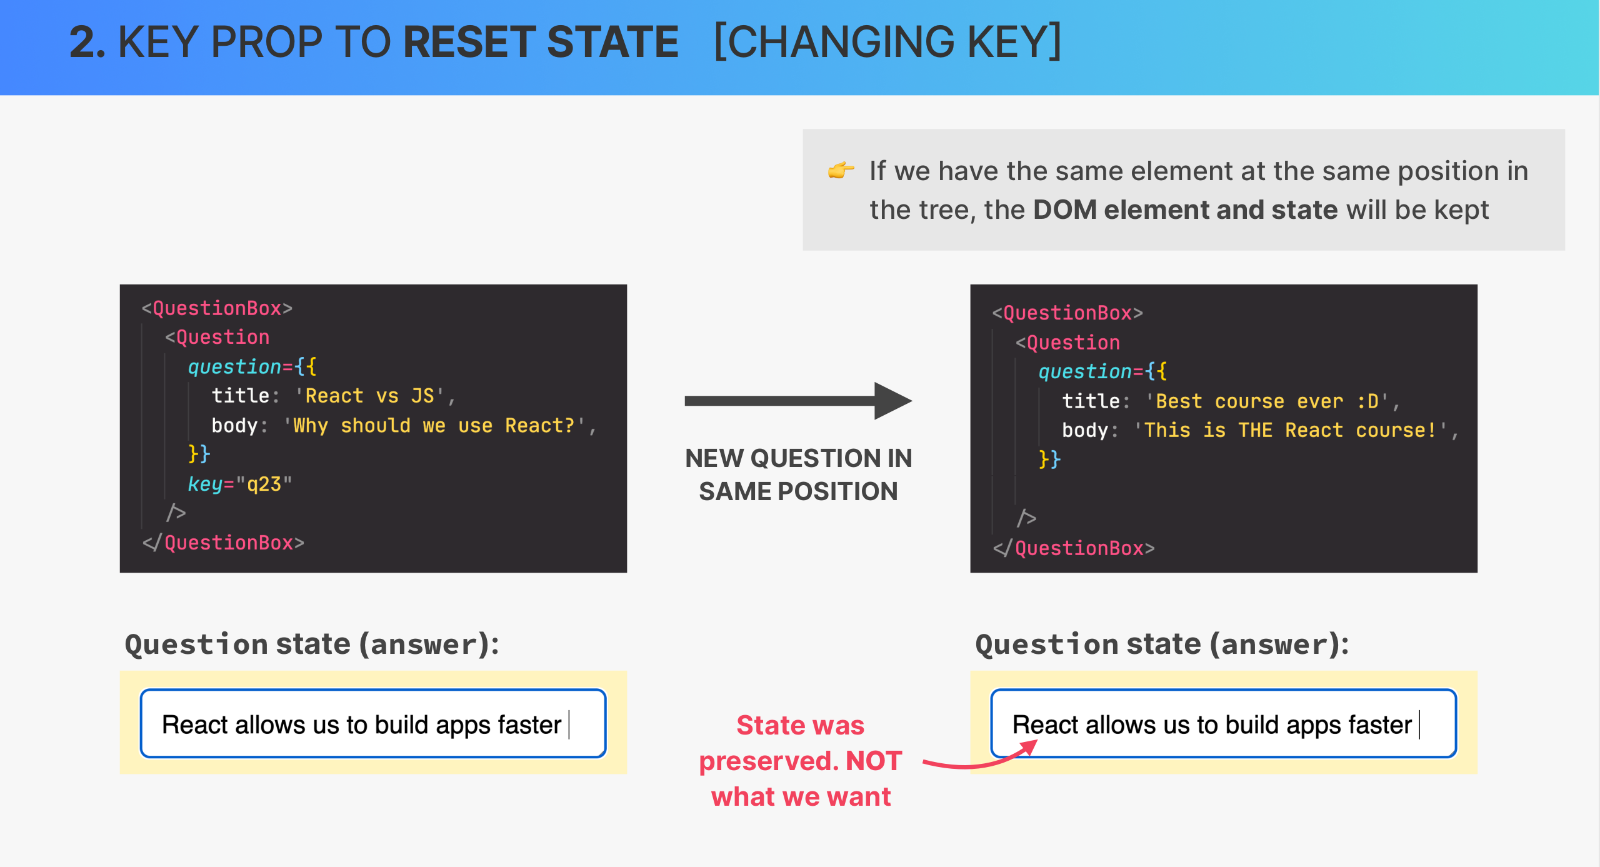 2. KEY PROP TO RESET STATE [CHANGING KEY]
If we have the same element at the same position in
the tree, the DOM element and state will be kept
<QuestionBox>
<Question
question={{
title: 'React vs JS',
body: 'Why should we use React?',
}}
key="q23"
/>
</QuestionBox>
NEW QUESTION IN
SAME POSITION
<QuestionBox>
<Question
question={{
title: 'Best course ever :D',
body: 'This is THE React course!',
}}
/>
</QuestionBox>
Question state (answer):
React allows us to build apps faster
State was
preserved. NOT
what we want
Question state (answer):
React allows us to build apps faster